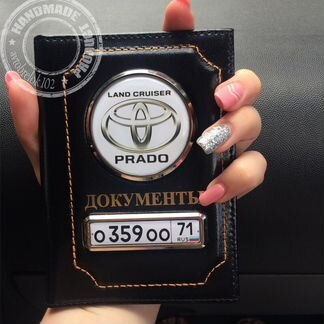 HANDMADE
LAND CRUISER
PRADO
ДОКУМЕНТЫ
О 359 ОО 71
RUS